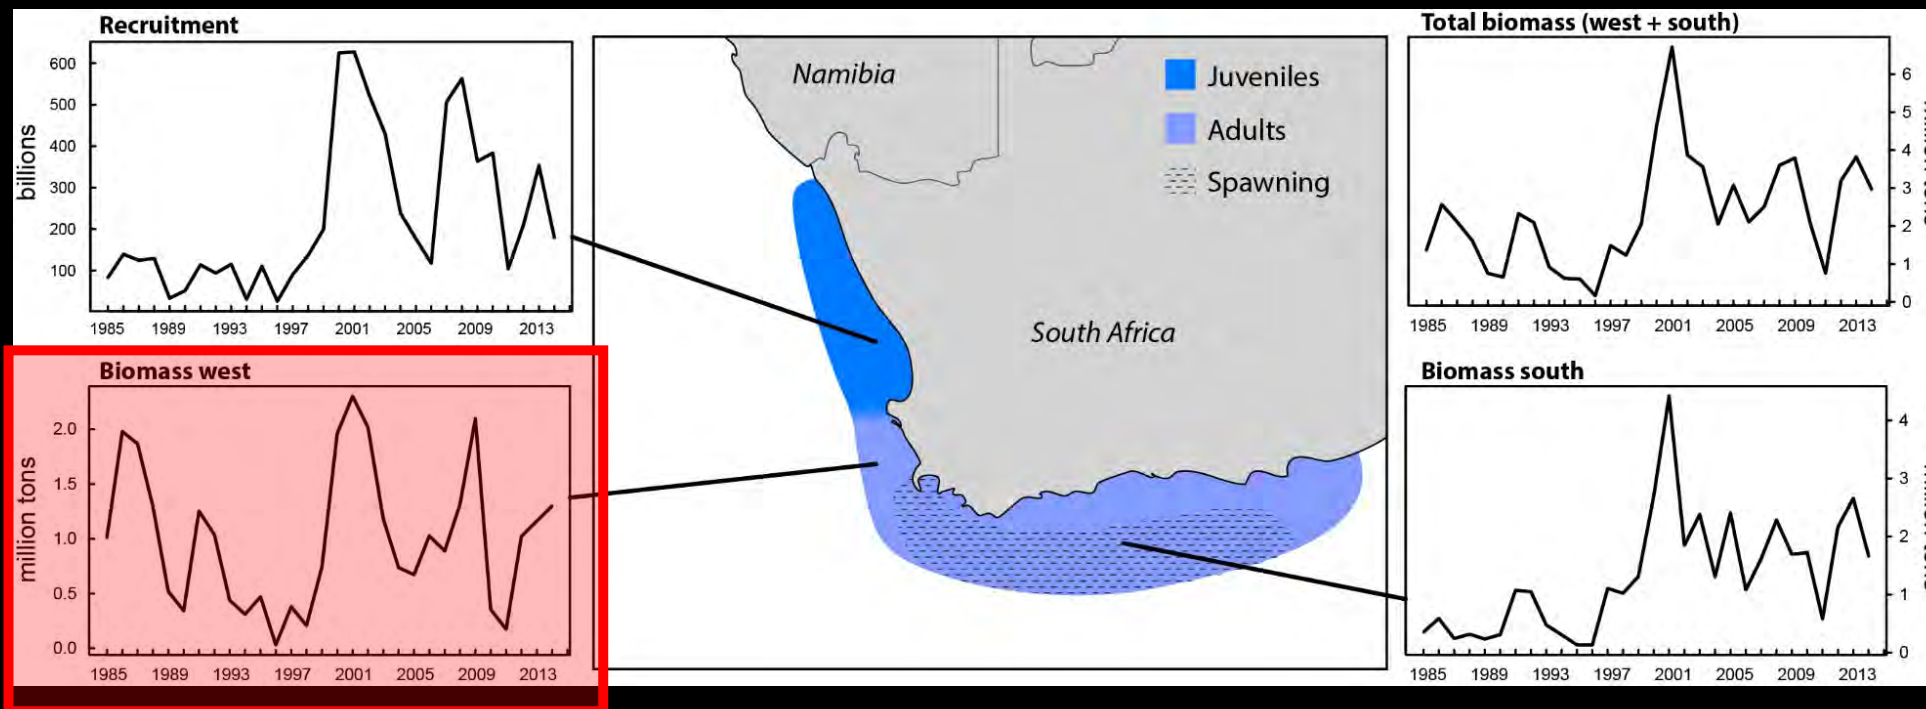 Recruitment
billions
600
500
400
300
200
100
1985 1989 1993 1997 2001 2005 2009 2013
Biomass west
million tons
2.0
1.5
1.0
0.5
0.0
1985 1989 1993 1997 2001 2005 2009 2013
Namibia
South Africa
Juveniles
Adults
Spawning
Total biomass (west + south)
6
5
4
3
2
1
0
1985 1989 1993 1997 2001 2005 2009 2013
Biomass south
4
3
2
1
0
1985 1989 1993 1997 2001 2005 2009 2013